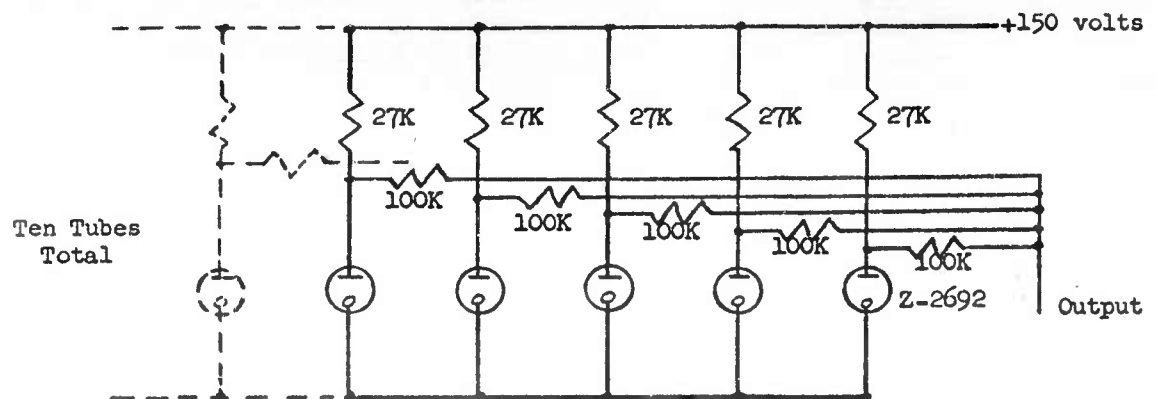 +150 volts
27K
27K
27K
27K
27K
100K
100K
100K
100K
100K
Ten Tubes
Total
Z-2692
Output